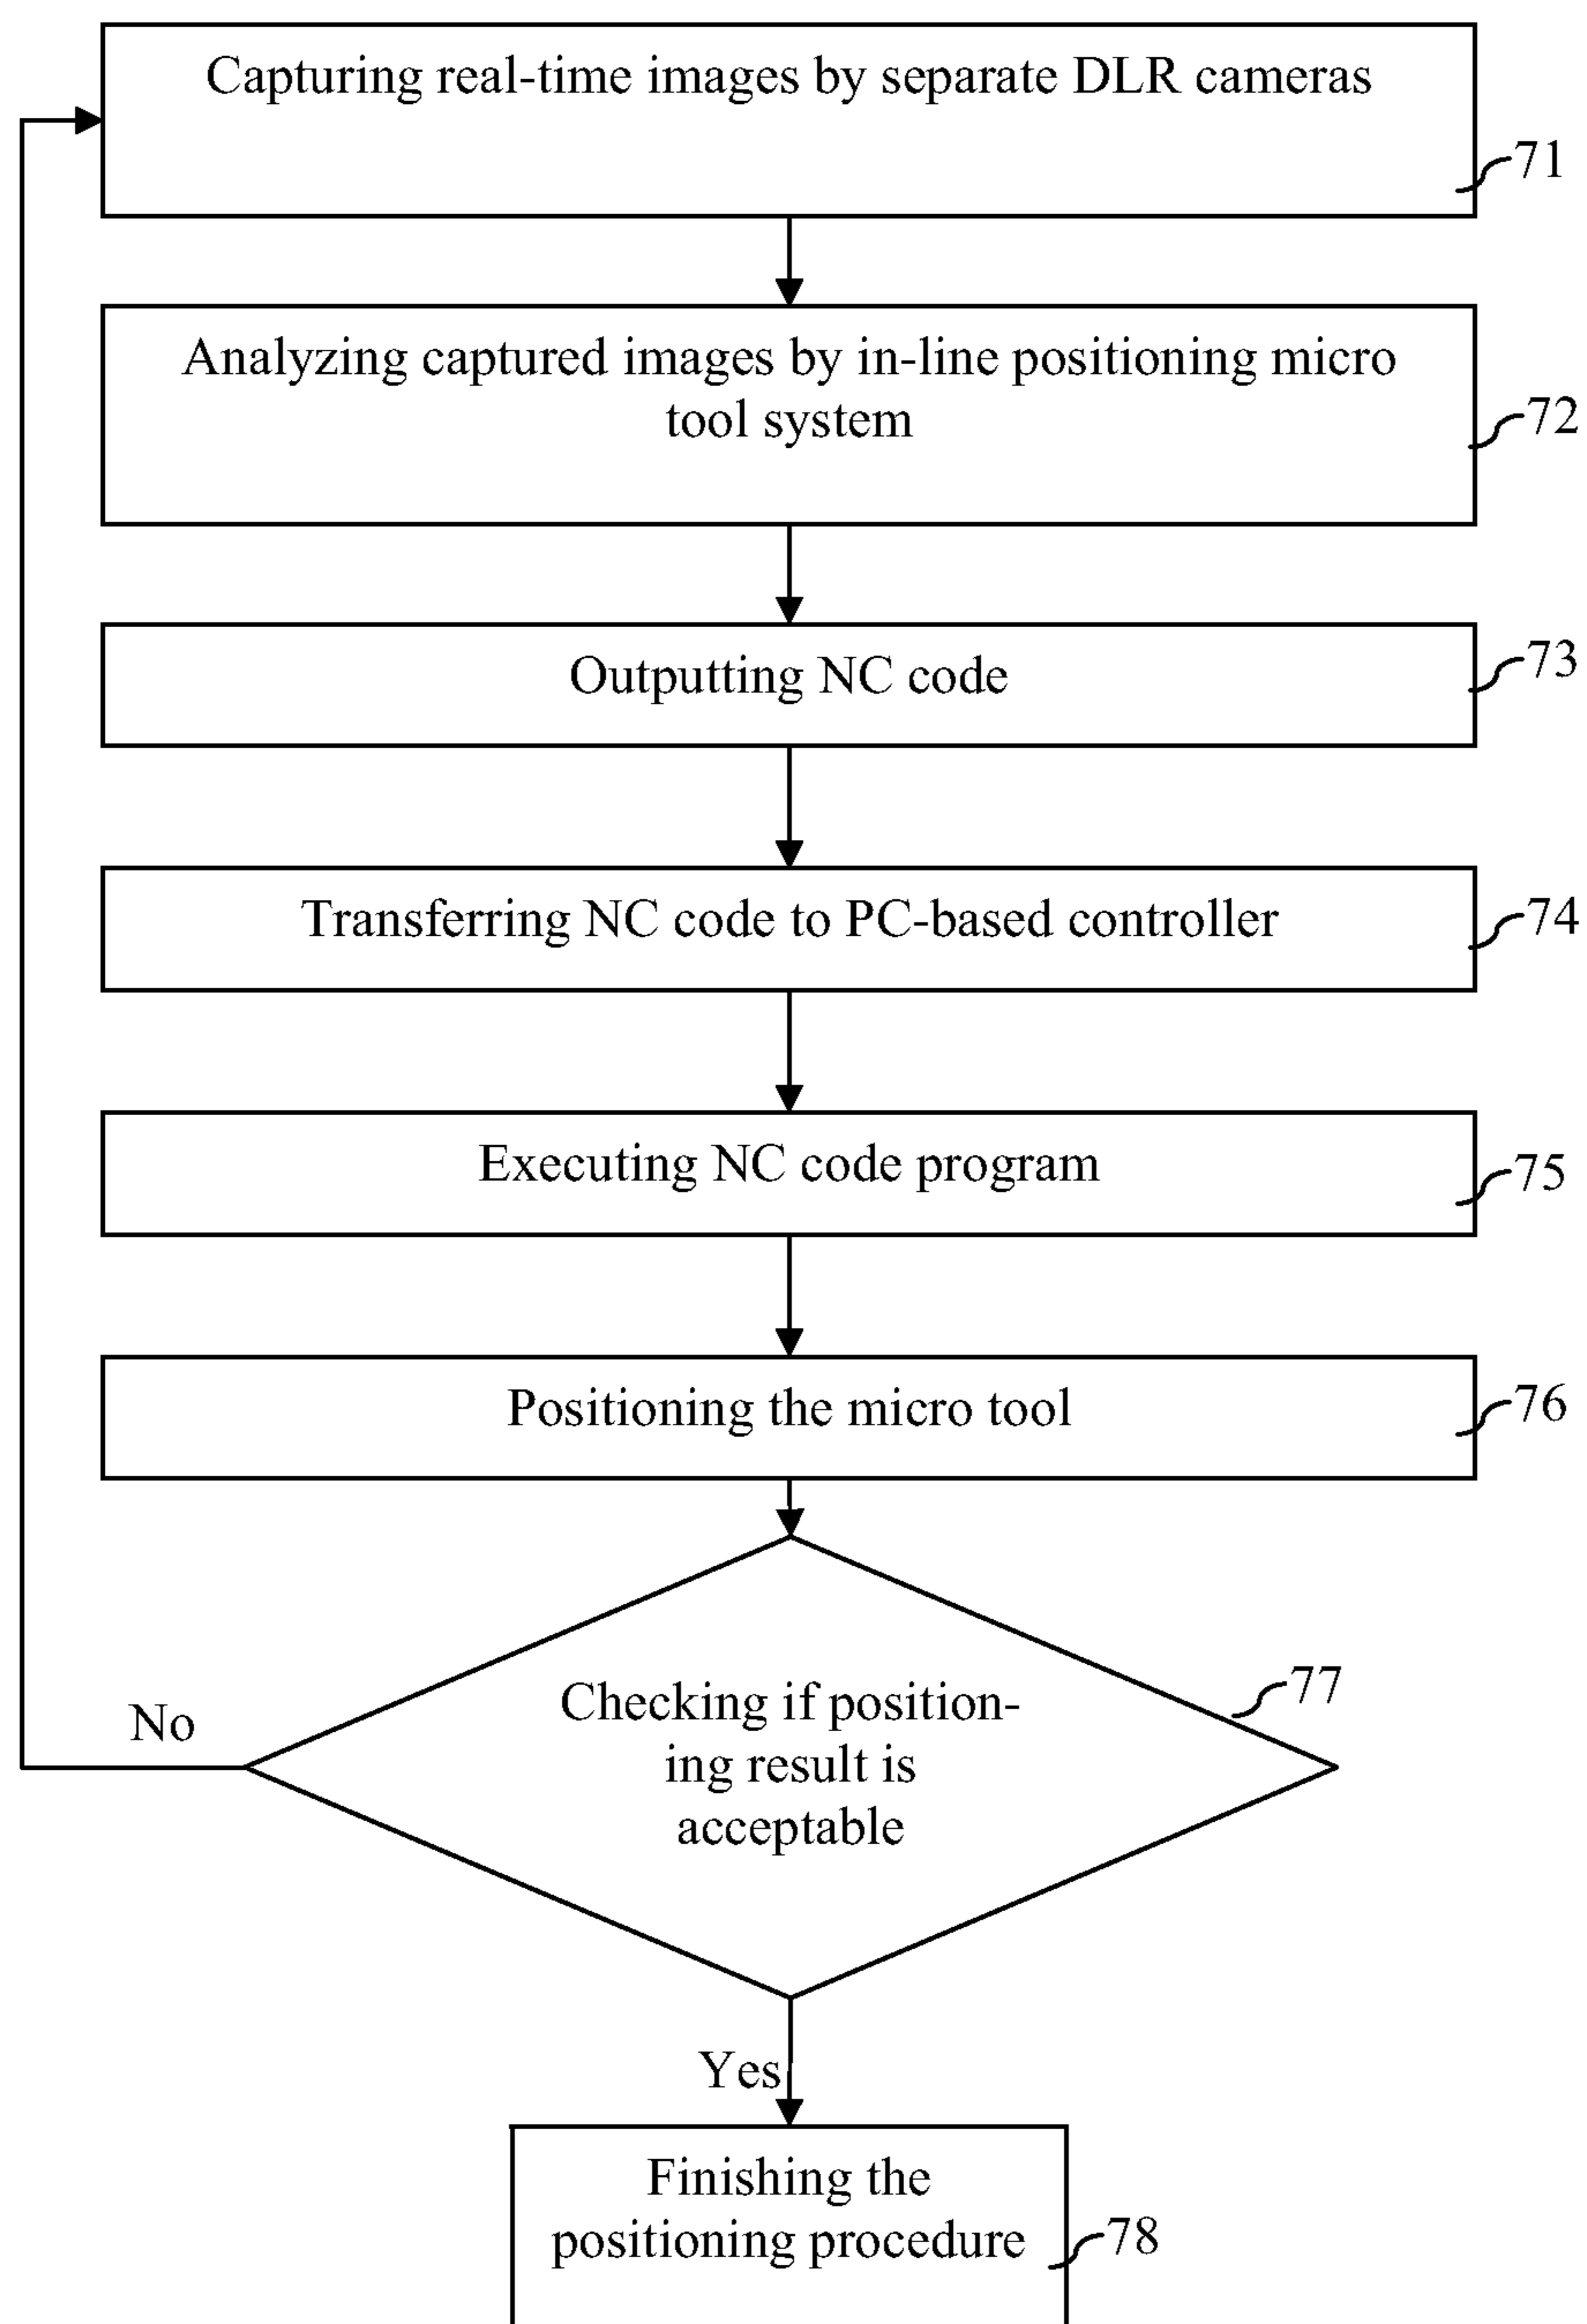 Capturing real-time images by separate DLR cameras
71
Analyzing captured images by in-line positioning micro
tool system
72
Outputting NC code
73
Transferring NC code to PC-based controller
74
Executing NC code program
75
Positioning the micro tool
76
Checking if position-
ing result is
acceptable
77
No
Yes
Finishing the
positioning procedure
78